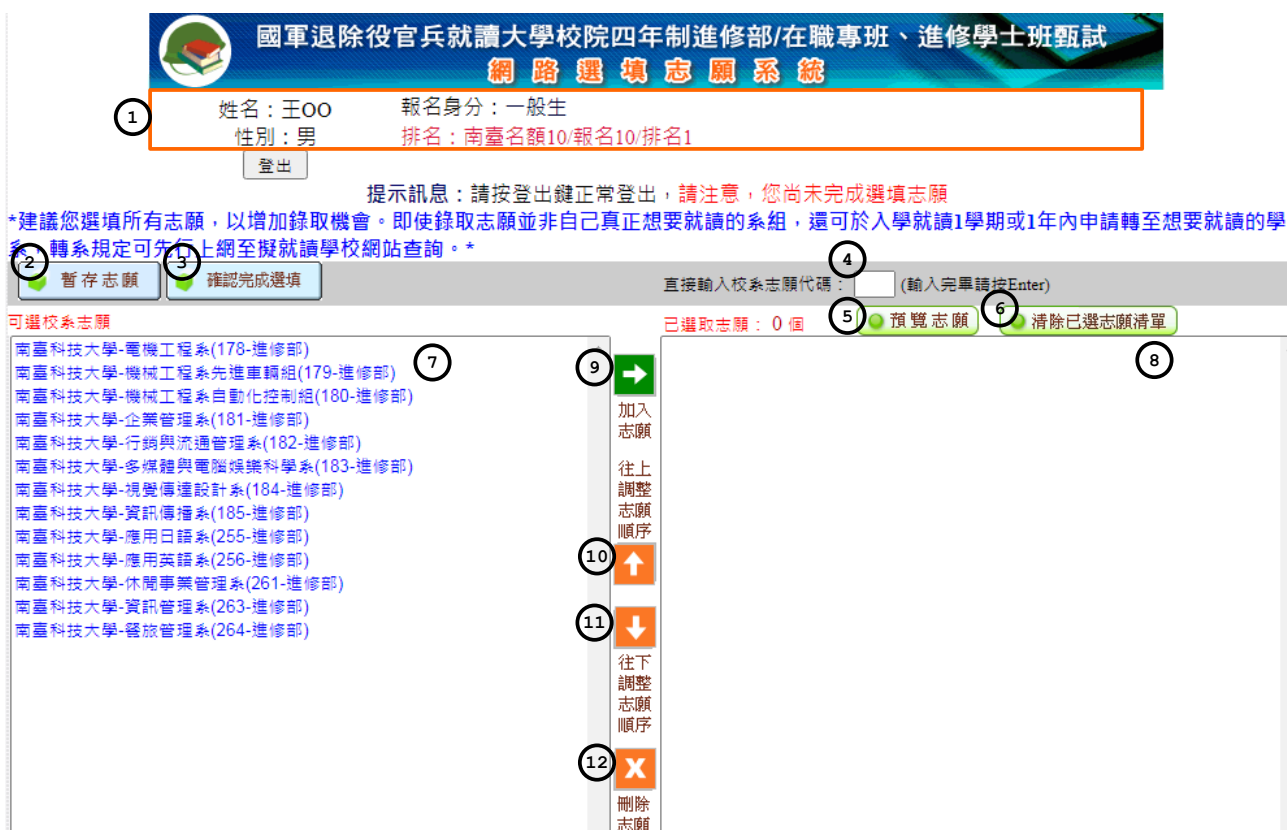 國軍退除役官兵就讀大學校院四年制進修部/在職專班、進修學士班甄試
網路選填志願系統
1
姓名：王OO 報名身分：一般生
性別：男 排名：南臺名額10/報名10/排名1
登出
提示訊息：請按登出鍵正常登出，請注意，您尚未完成選填志願
*建議您選填所有志願，以增加錄取機會。即使錄取志願並非自己真正想要就讀的系組，還可於入學就讀1學期或1年內申請轉至想要就讀的學
系，轉系規定可先行上網至擬就讀學校網站查詢。*
2 暫存志願 3 確認完成選填 直接輸入校系志願代碼： 4 (輸入完畢請按Enter)
可選校系志願 已選取志願： 0 個 5 預覽志願 6 清除已選志願清單
南臺科技大學-電機工程系(178-進修部)
7
8
南臺科技大學-機械工程系先進車輛組(179-進修部)
南臺科技大學-機械工程系自動化控制組(180-進修部)
南臺科技大學-企業管理系(181-進修部)
南臺科技大學-行銷與流通管理系(182-進修部)
南臺科技大學-多媒體與電腦娛樂科學系(183-進修部)
南臺科技大學-視覺傳達設計系(184-進修部)
南臺科技大學-資訊傳播系(185-進修部)
南臺科技大學-應用日語系(255-進修部)
南臺科技大學-應用英語系(256-進修部)
南臺科技大學-休閒事業管理系(261-進修部)
南臺科技大學-資訊管理系(263-進修部)
南臺科技大學-餐旅管理系(264-進修部)
9
加入
志願
往上
調整
志願
順序
10
11
往下
調整
志願
順序
12
X
刪除
志願